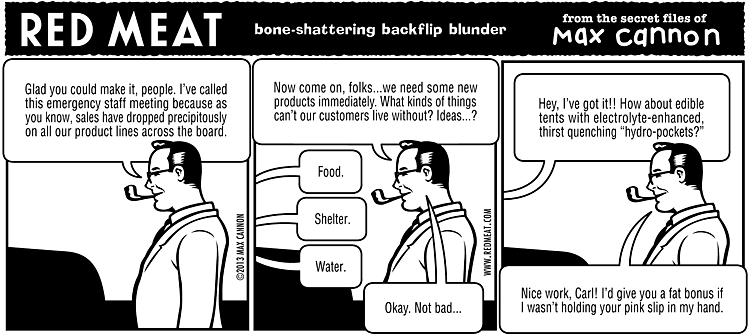 RED MEAT
bone-shattering backflip blunder
from the secret files of
max cannon
Glad you could make it, people. I've called
this emergency staff meeting because as
you know, sales have dropped precipitously
on all our product lines across the board.
©2013 MAX CANNON
Now come on, folks...we need some new
products immediately. What kinds of things
can't our customers live without? Ideas...?
Food.
Shelter.
Water.
Okay. Not bad...
WWW.REDMEAT.COM
Hey, I've got it!! How about edible
tents with electrolyte-enhanced,
thirst quenching "hydro-pockets?"
Nice work, Carl! I'd give you a fat bonus if
I wasn't holding your pink slip in my hand.